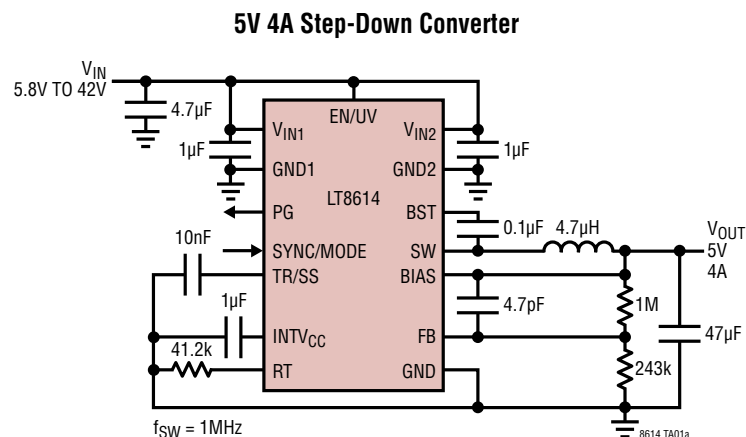 5V 4A Step-Down Converter
VIN
5.8V TO 42V
4.7µF
EN/UV
VIN1
VIN2
1µF
1µF
GND1
GND2
LT8614
PG
BST
0.1µF
4.7µH
VOUT
5V
4A
10nF
SYNC/MODE
SW
TR/SS
BIAS
1µF
4.7pF
1M
INTVCC
FB
47µF
41.2k
243k
RT
GND
fSW = 1MHz
8614 TA01a